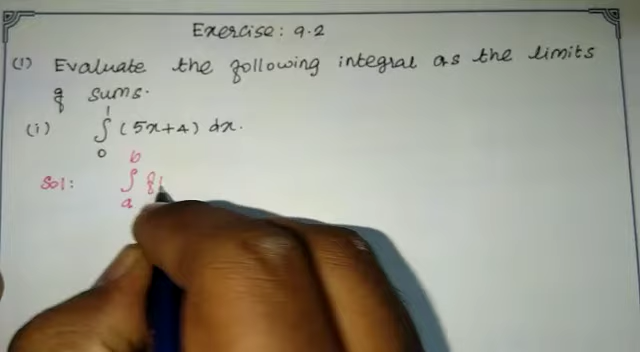 Exercise: 9.2
(1) Evaluate the following integral as the limits
of sums.
(i) ∫₀¹ (5x+4) dx.
Sol: ∫ₐᵇ f(